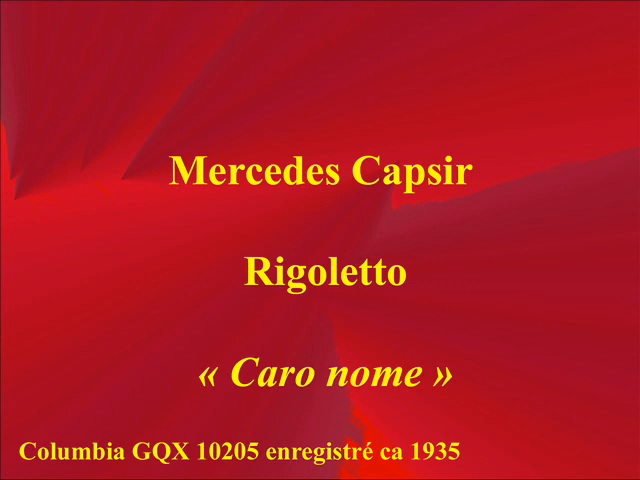 Mercedes Capsir
Rigoletto
« Caro nome »
Columbia GQX 10205 enregistré ca 1935